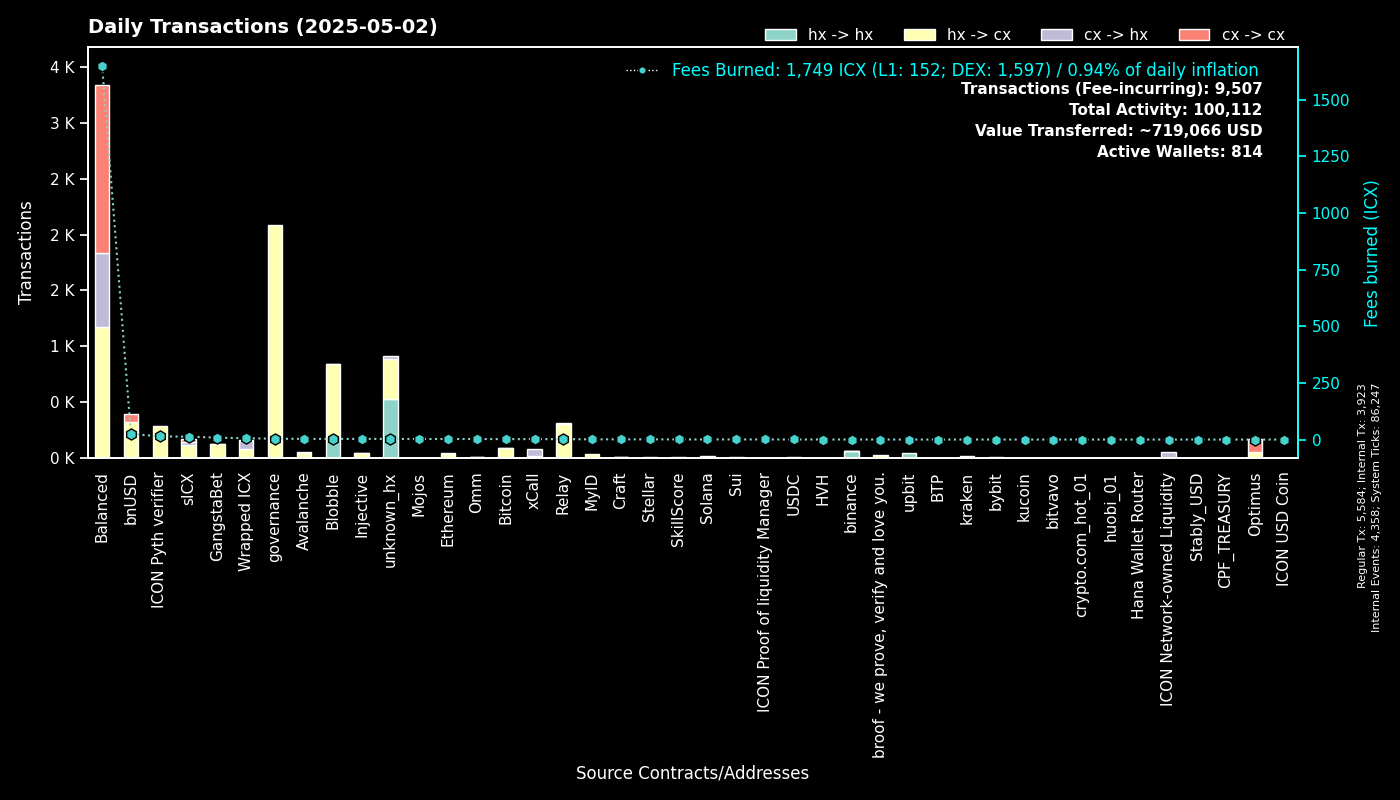 Daily Transactions (2025-05-02)
hx -> hx
hx -> cx
cx -> hx
cx -> cx
Fees Burned: 1,749 ICX (L1: 152; DEX: 1,597) / 0.94% of daily inflation
Transactions (Fee-incurring): 9,507
Total Activity: 100,112
Value Transferred: ~719,066 USD
Active Wallets: 814
Transactions
4 K
3 K
2 K
2 K
2 K
1 K
0 K
0 K
1500
1250
1000
750
500
250
0
Fees burned (ICX)
Regular Tx: 5,584; Internal Tx: 3,923
Internal Events: 4,358; System Ticks: 86,247
Balanced
bnUSD
ICON Pyth verifier
sICX
GangstaBet
Wrapped ICX
governance
Avalanche
Blobble
Injective
unknown_hx
Mojos
Ethereum
Omm
Bitcoin
xCall
Relay
MyID
Craft
Stellar
SkillScore
Solana
Sui
ICON Proof of liquidity Manager
USDC
HVH
binance
broof - we prove, verify and love you.
upbit
BTP
kraken
bybit
kucoin
bitvavo
crypto.com_hot_01
huobi_01
Hana Wallet Router
ICON Network-owned Liquidity
Stably_USD
CPF_TREASURY
Optimus
ICON USD Coin
Source Contracts/Addresses